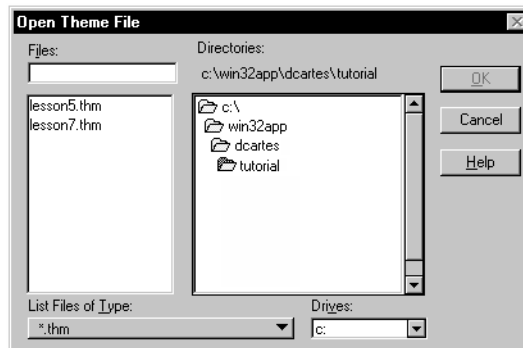 Open Theme File
Files:
Directories:
c:\win32app\dcartes\tutorial
OK
lesson5.thm
lesson7.thm
c:\
win32app
dcartes
tutorial
Cancel
Help
List Files of Type:
*.thm
Drives:
c: